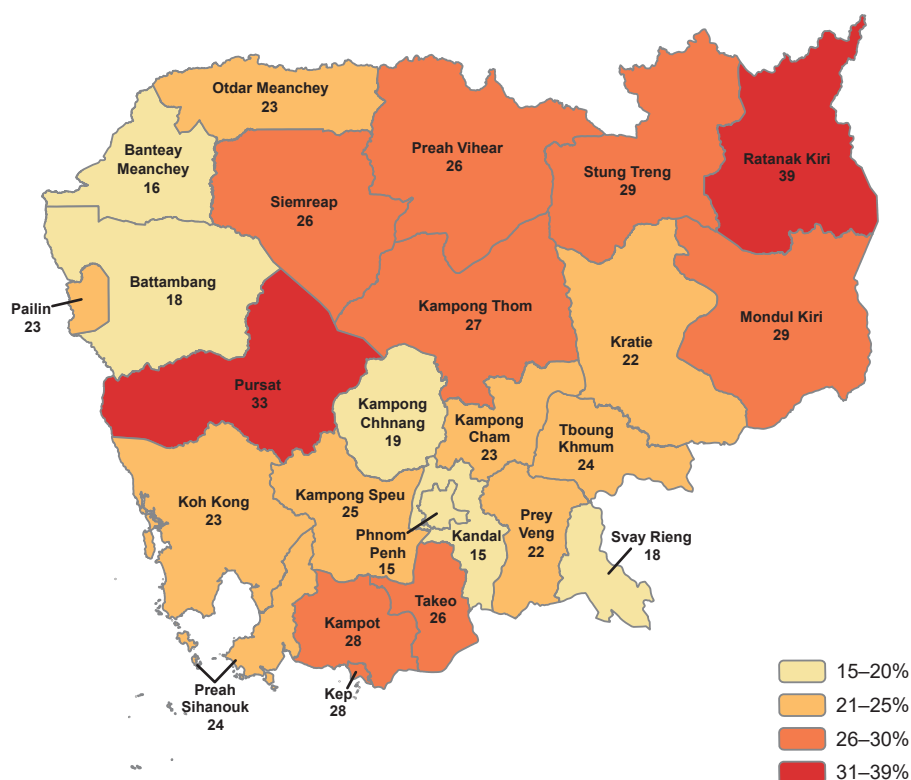 Otdar Meanchey
23
Banteay
Meanchey
16
Preah Vihear
26
Stung Treng
29
Ratanak Kiri
39
Siemreap
26
Battambang
18
Pailin
23
Kampong Thom
27
Kratie
22
Mondul Kiri
29
Pursat
33
Kampong
Chhnang
19
Kampong
Cham
23
Tboung
Khmum
24
Koh Kong
23
Kampong Speu
25
Phnom
Penh
15
Kandal
15
Prey
Veng
22
Svay Rieng
18
Takeo
26
Kampot
28
Kep
28
Preah
Sihanouk
24
15–20%
21–25%
26–30%
31–39%